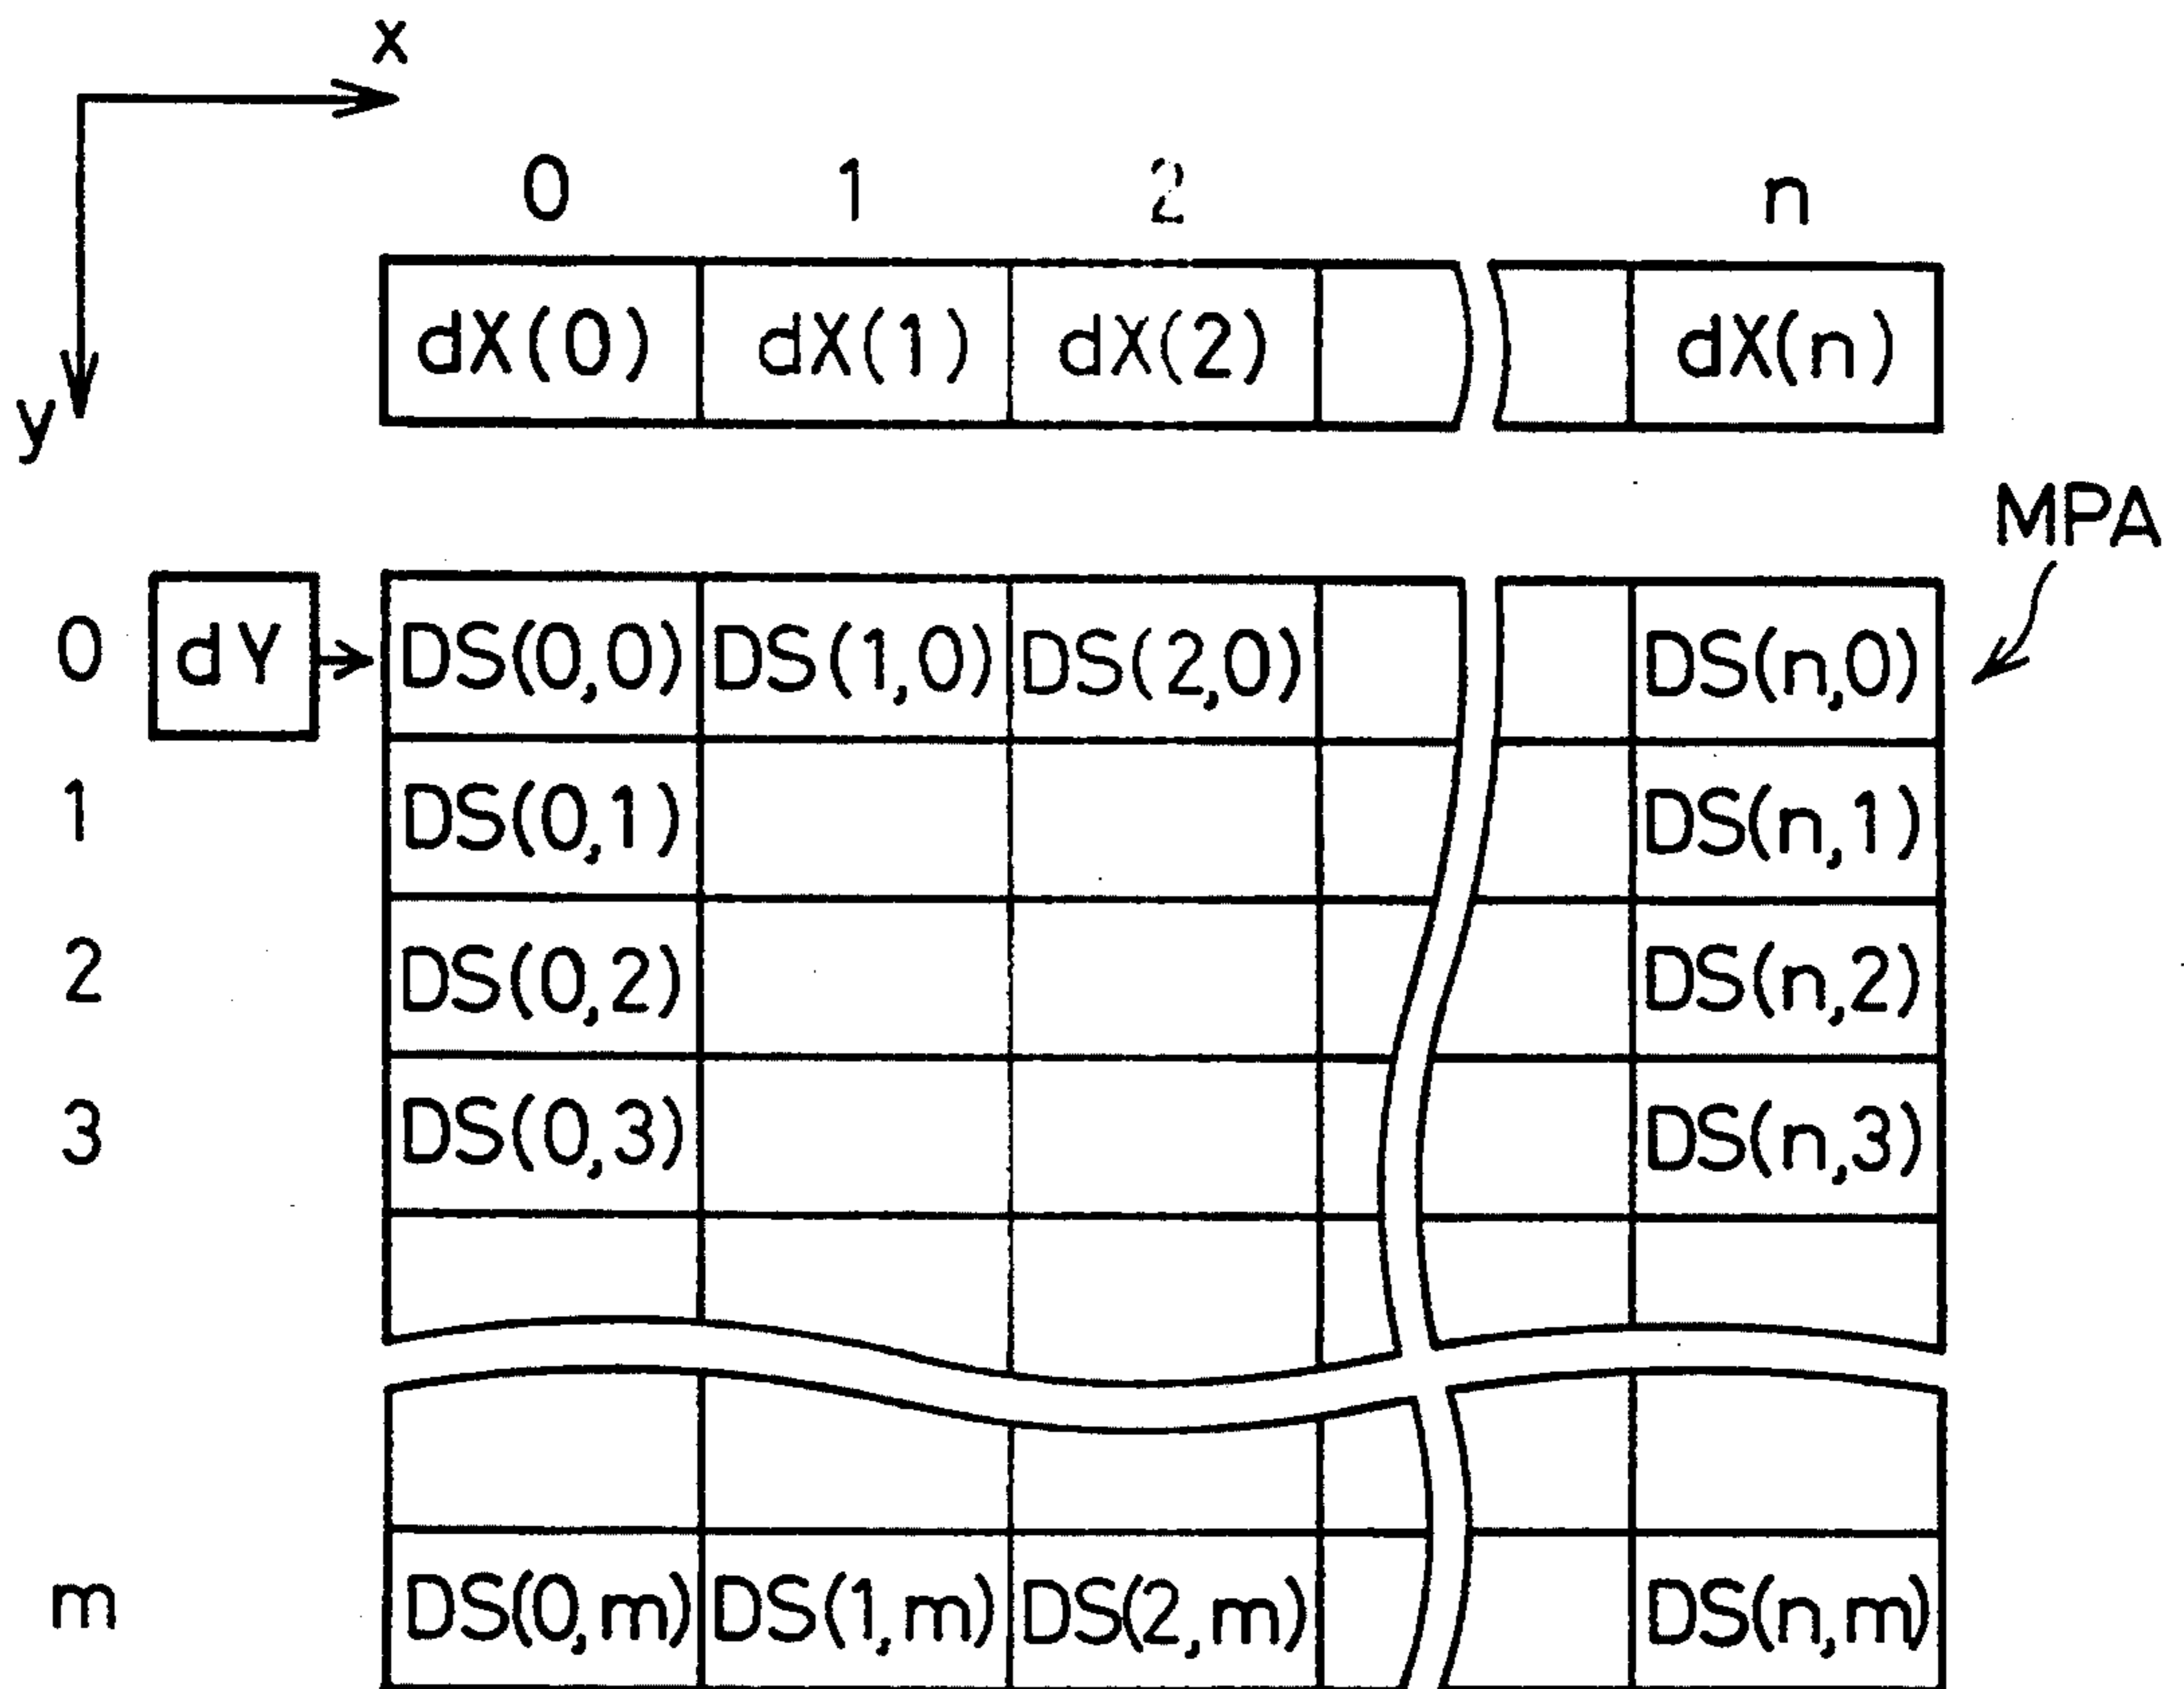 x
y
0 1 2 n
dX(0) dX(1) dX(2) dX(n)
MPA
0 dY DS(0,0) DS(1,0) DS(2,0) DS(n,0)
1 DS(0,1) DS(n,1)
2 DS(0,2) DS(n,2)
3 DS(0,3) DS(n,3)
m DS(0,m) DS(1,m) DS(2,m) DS(n,m)